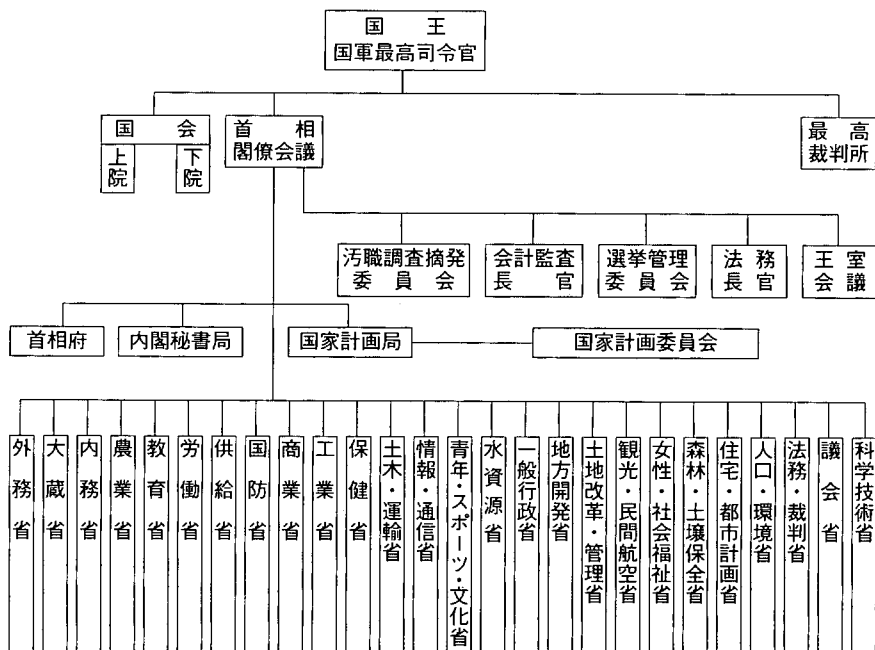 国王
国軍最高司令官
国会
上院
下院
首相
閣僚会議
最高
裁判所
汚職調査摘発
委員会
会計監査
長官
選挙管理
委員会
法務
長官
王室
会議
首相府
内閣秘書局
国家計画局
国家計画委員会
外務省
大蔵省
内務省
農業省
教育省
労働省
供給省
国防省
商業省
工業省
保健省
土木・運輸省
情報・通信省
青年・スポーツ・文化省
水資源省
一般行政省
地方開発省
土地改革・管理省
観光・民間航空省
女性・社会福祉省
森林・土壌保全省
住宅・都市計画省
人口・環境省
法務・裁判省
議会省
科学技術省